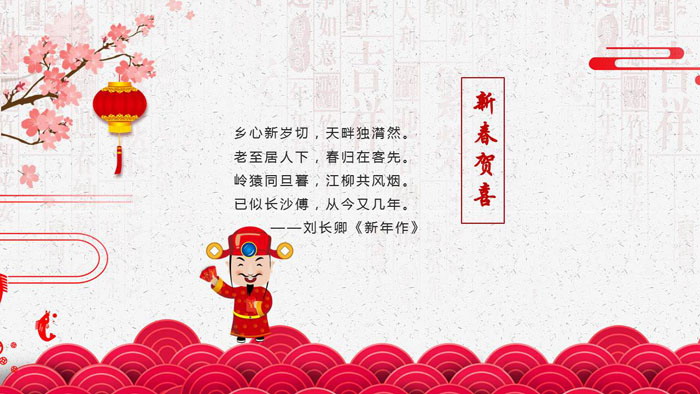 新春贺喜
乡心新岁切，天畔独潸然。
老至居人下，春归在客先。
岭猿同旦暮，江柳共风烟。
已似长沙傅，从今又几年。
——刘长卿《新年作》
吉祥